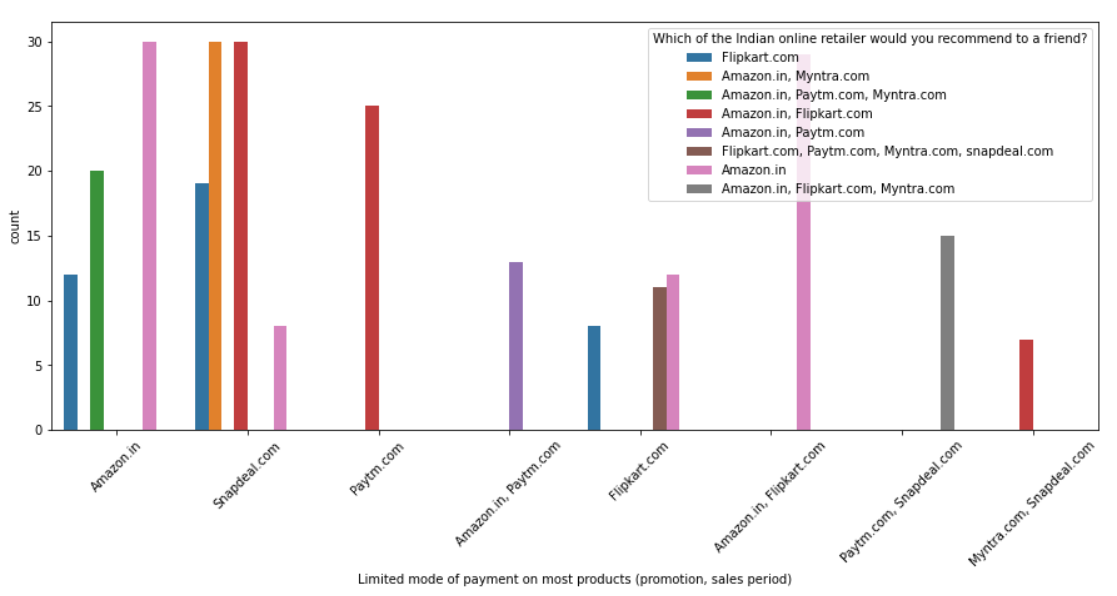 Which of the Indian online retailer would you recommend to a friend?
Flipkart.com
Amazon.in, Myntra.com
Amazon.in, Paytm.com, Myntra.com
Amazon.in, Flipkart.com
Amazon.in, Paytm.com
Flipkart.com, Paytm.com, Myntra.com, snapdeal.com
Amazon.in
Amazon.in, Flipkart.com, Myntra.com
30
25
20
15
10
5
0
count
Amazon.in
Snapdeal.com
Paytm.com
Amazon.in, Paytm.com
Flipkart.com
Amazon.in, Flipkart.com
Paytm.com, Snapdeal.com
Myntra.com, Snapdeal.com
Limited mode of payment on most products (promotion, sales period)